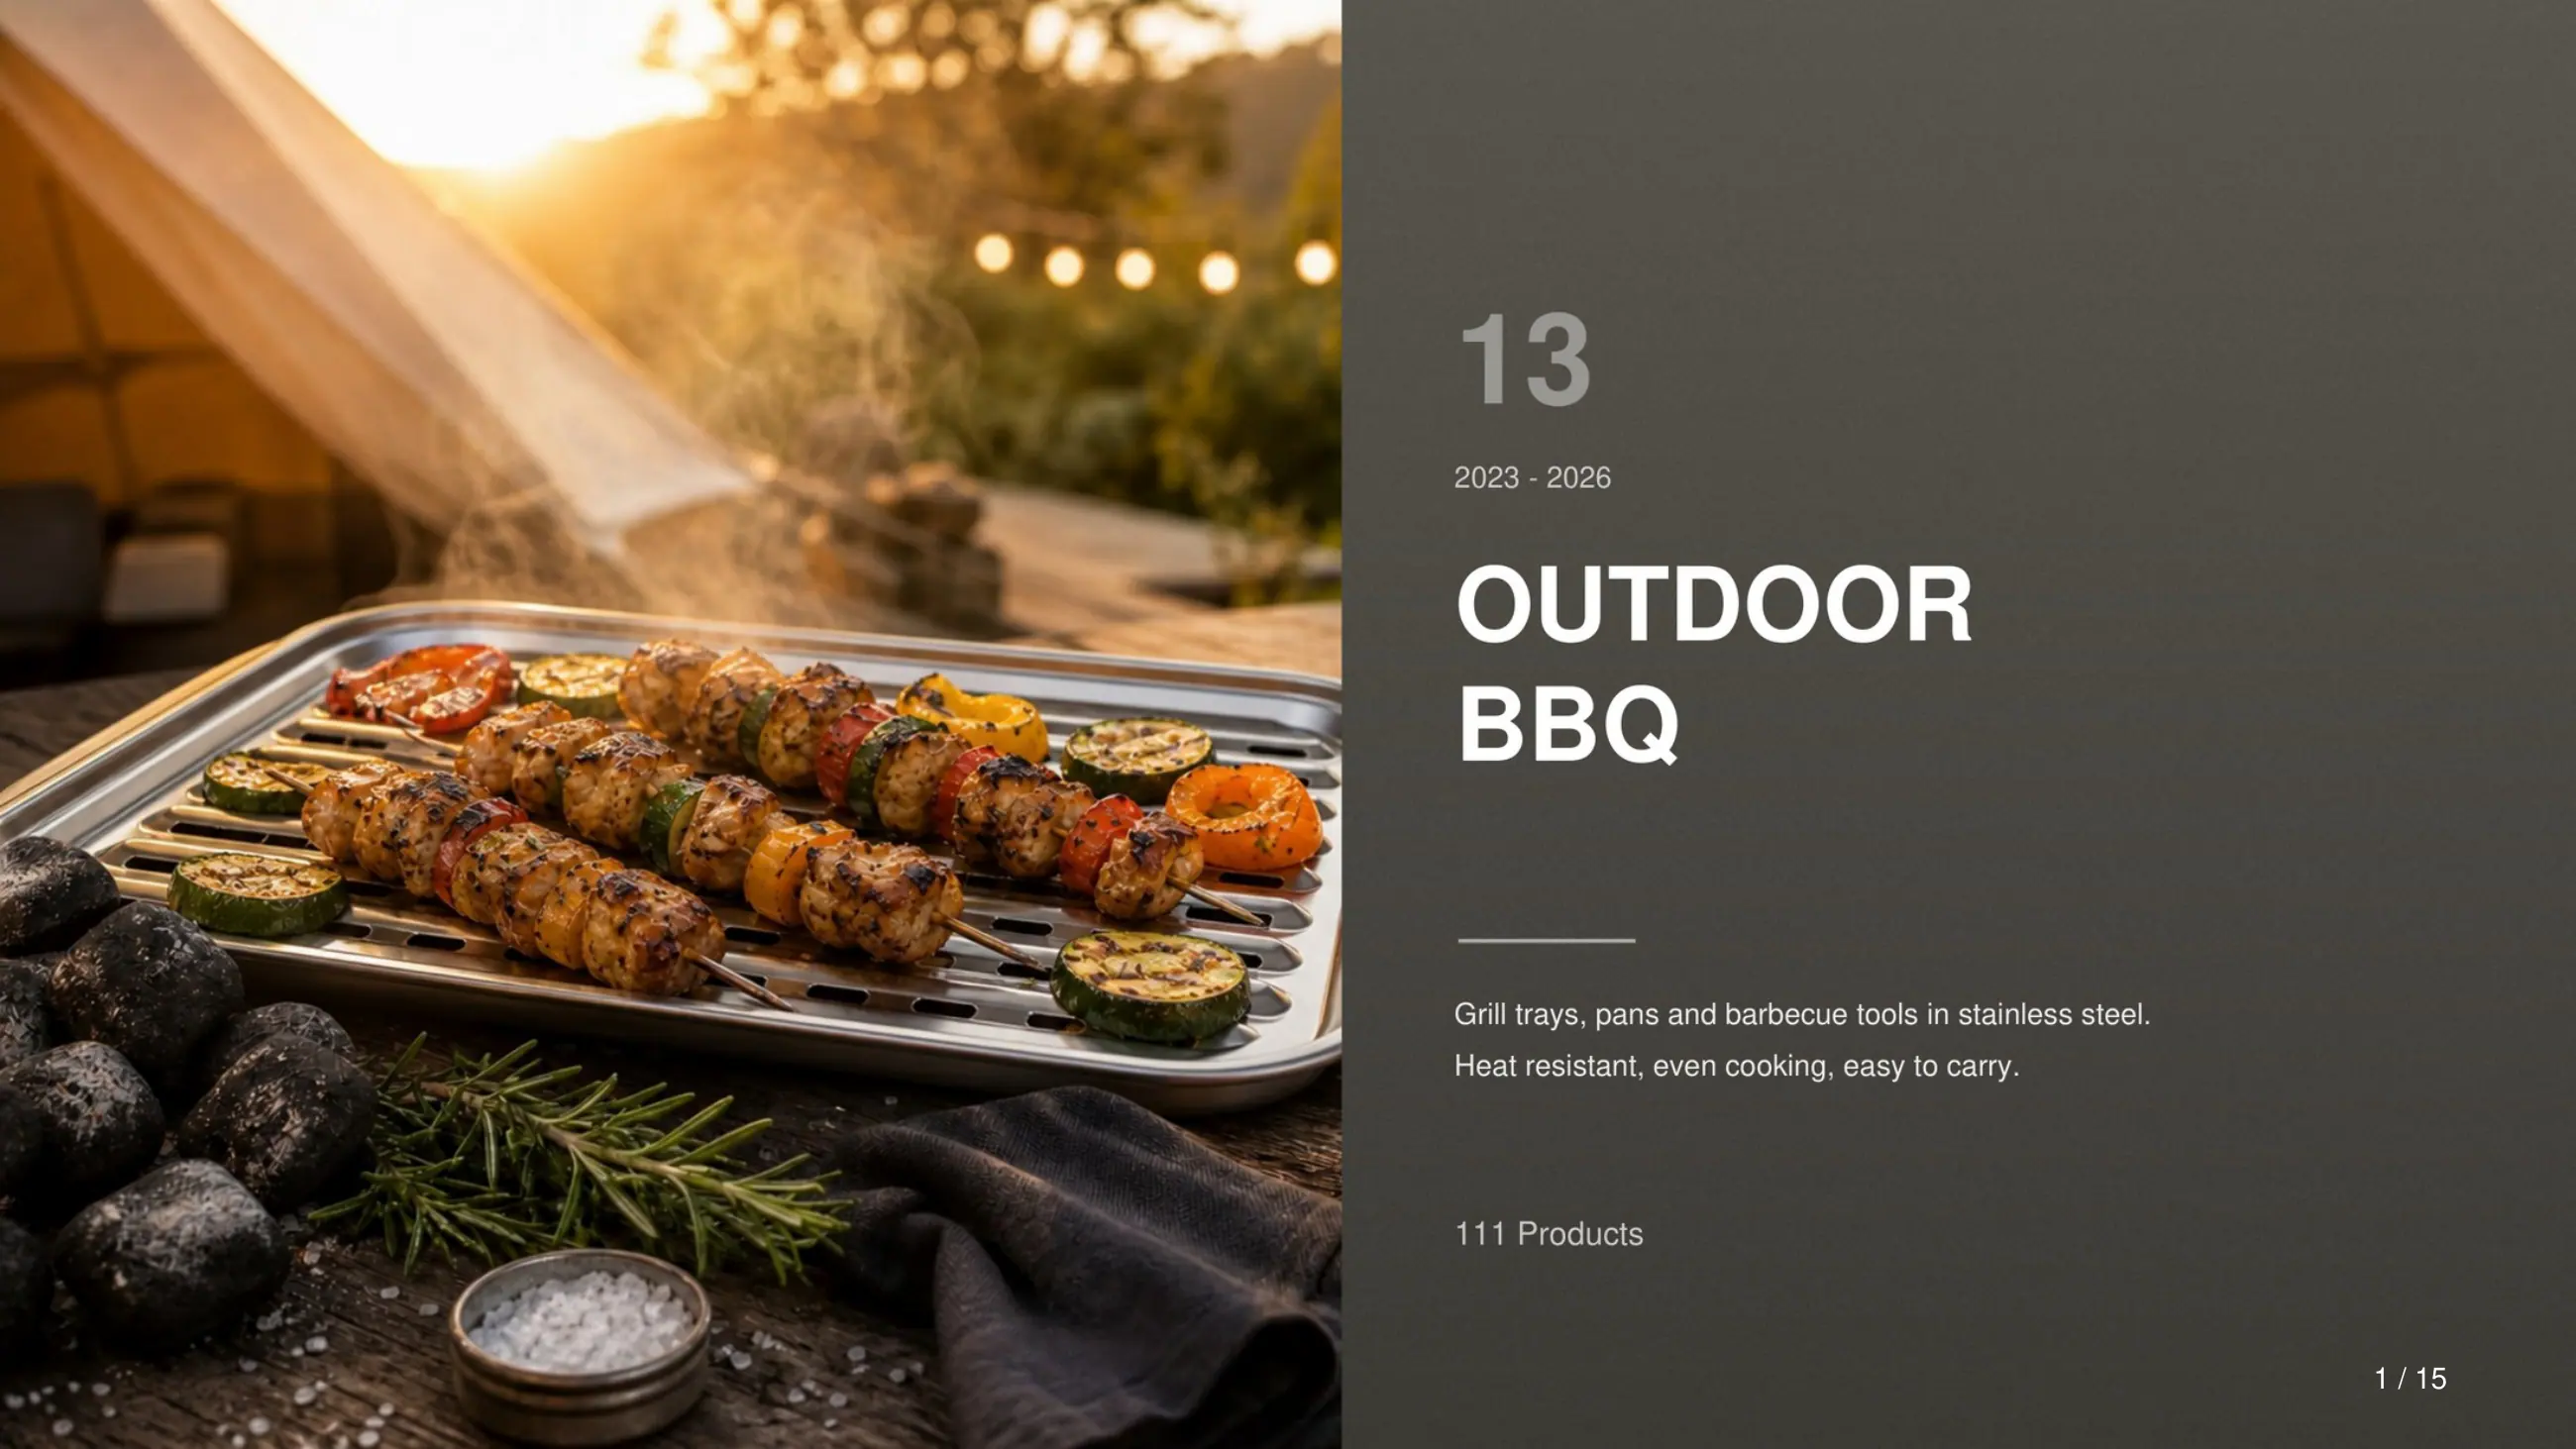 13
2023 - 2026
OUTDOOR
BBQ
Grill trays, pans and barbecue tools in stainless steel.
Heat resistant, even cooking, easy to carry.
111 Products
1 / 15